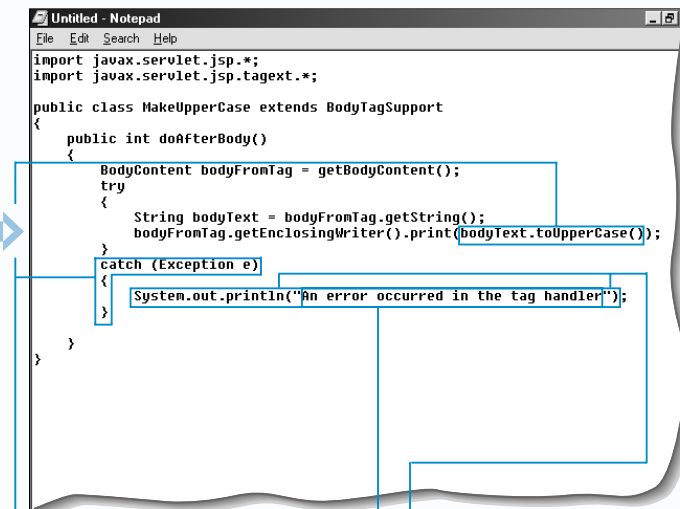 Untitled - Notepad
File Edit Search Help
import javax.servlet.jsp.*;
import javax.servlet.jsp.tagext.*;
public class MakeUpperCase extends BodyTagSupport
{
public int doAfterBody()
{
BodyContent bodyFromTag = getBodyContent();
try
{
String bodyText = bodyFromTag.getString();
bodyFromTag.getEnclosingWriter().print(bodyText.toUpperCase());
}
catch (Exception e)
{
System.out.println("An error occurred in the tag handler");
}
}
}